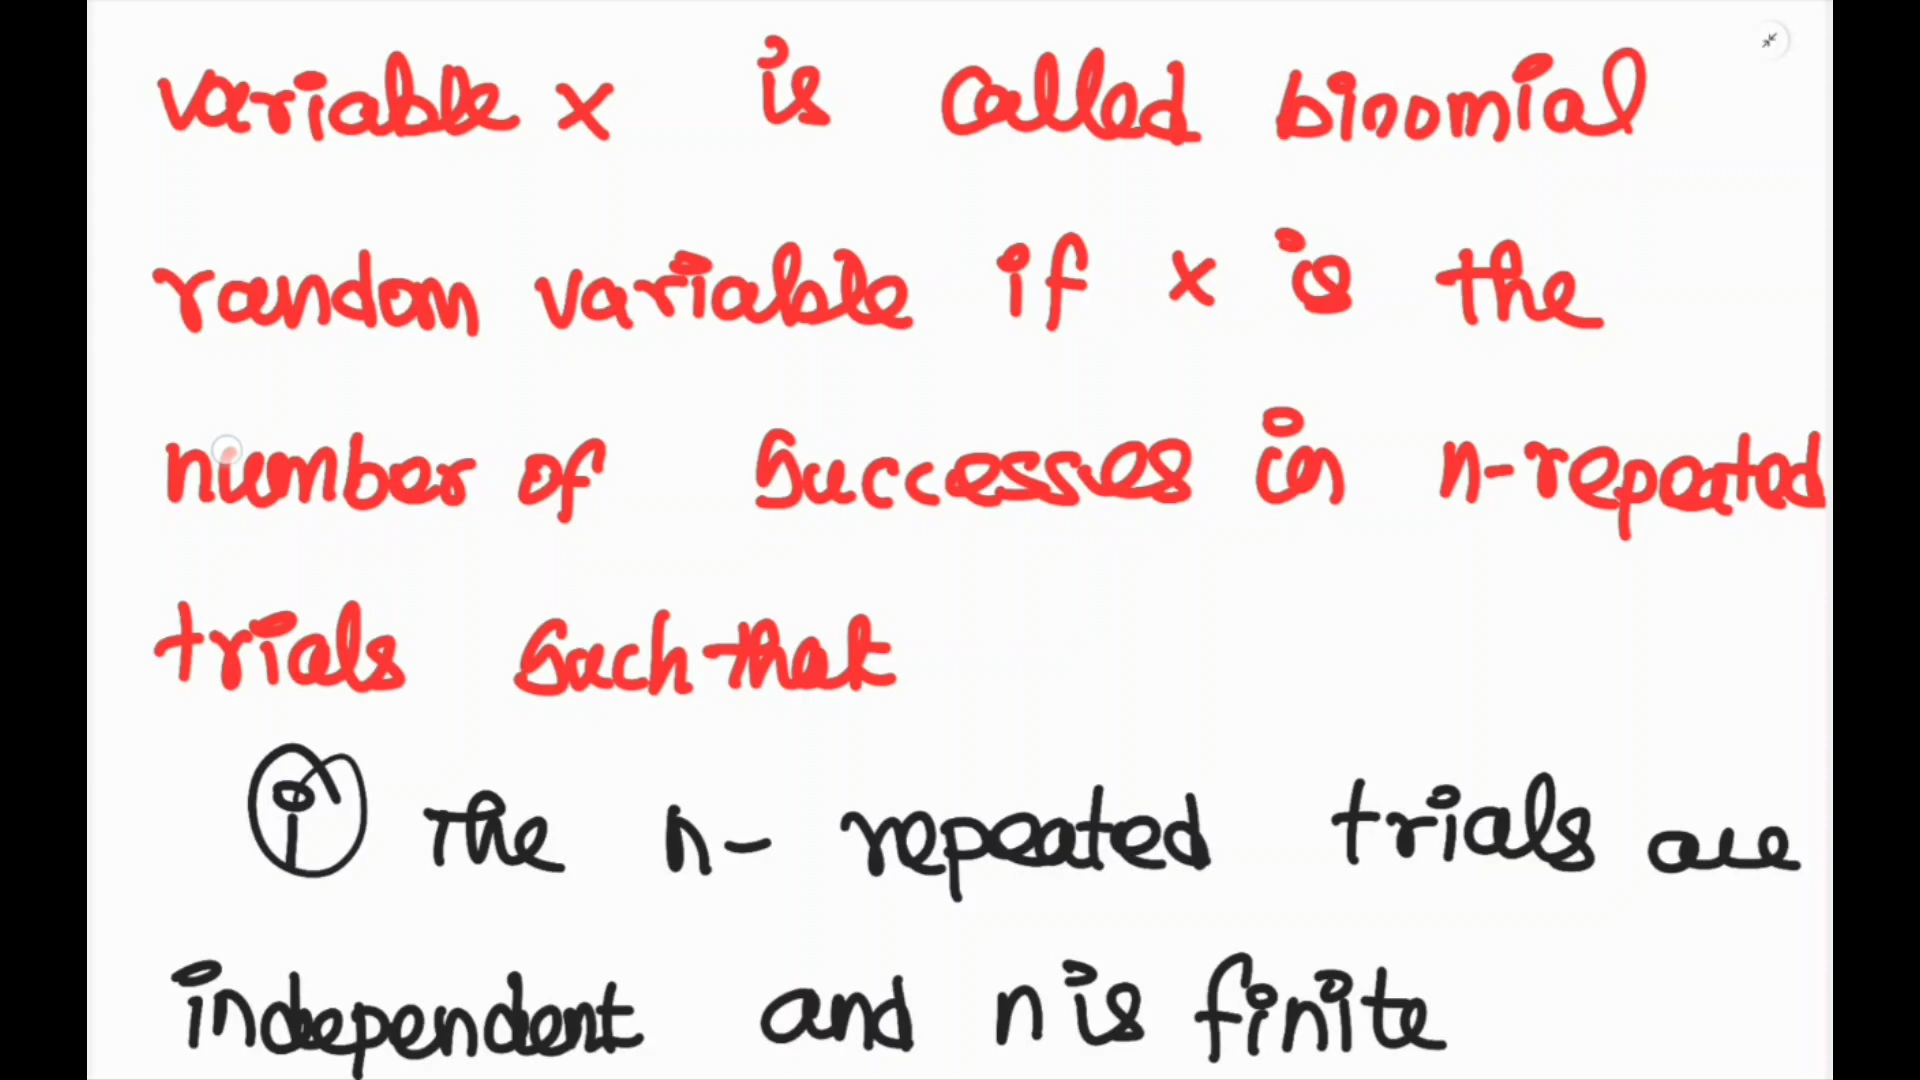 variable x is called binomial
random variable if x is the
number of successes in n-repeated
trials such that
i The n- repeated trials are
independent and n is finite